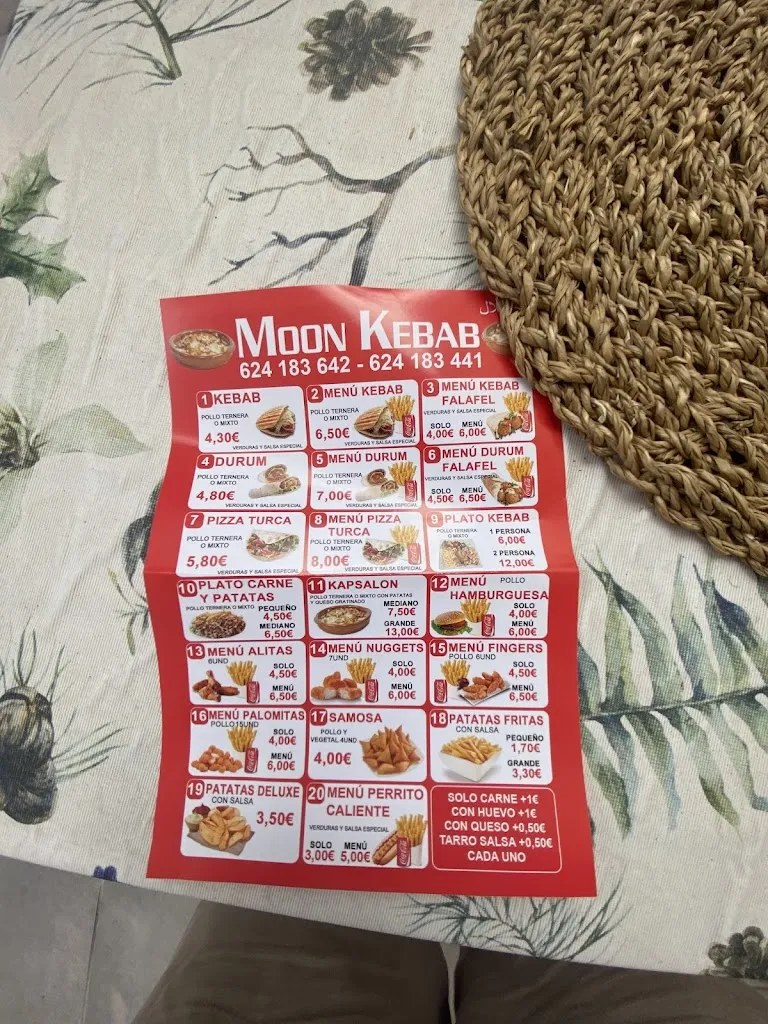 MOON KEBAB
624 183 642 - 624 183 441
1 KEBAB
POLLO TERNERA
O MIXTO
4,30€
VERDURAS Y SALSA ESPECIAL
2 MENÚ KEBAB
POLLO TERNERA
O MIXTO
6,50€
VERDURAS Y SALSA ESPECIAL
3 MENÚ KEBAB
FALAFEL
VERDURAS Y SALSA ESPECIAL
SOLO MENÚ
4,00€ 6,00€
4 DURUM
POLLO TERNERA
O MIXTO
4,80€
VERDURAS Y SALSA ESPECIAL
5 MENÚ DURUM
POLLO TERNERA
O MIXTO
7,00€
VERDURAS Y SALSA ESPECIAL
6 MENÚ DURUM
FALAFEL
VERDURAS Y SALSA ESPECIAL
SOLO MENÚ
4,50€ 6,50€
7 PIZZA TURCA
POLLO TERNERA
O MIXTO
5,80€
VERDURAS Y SALSA ESPECIAL
8 MENÚ PIZZA
TURCA
POLLO TERNERA
O MIXTO
8,00€
VERDURAS Y SALSA ESPECIAL
9 PLATO KEBAB
POLLO TERNERA
O MIXTO
1 PERSONA
6,00€
2 PERSONA
12,00€
10 PLATO CARNE
Y PATATAS
POLLO TERNERA O MIXTO
PEQUEÑO
4,50€
MEDIANO
6,50€
11 KAPSALON
POLLO TERNERA O MIXTO CON PATATAS
Y QUESO GRATINADO
MEDIANO
7,50€
GRANDE
13,00€
12 MENÚ POLLO
HAMBURGUESA
SOLO
4,00€
MENÚ
6,00€
13 MENÚ ALITAS
6UND
SOLO
4,50€
MENÚ
6,50€
14 MENÚ NUGGETS
7UND
SOLO
4,00€
MENÚ
6,00€
15 MENÚ FINGERS
POLLO 6UND
SOLO
4,50€
MENÚ
6,50€
16 MENÚ PALOMITAS
POLLO 15UND
SOLO
4,00€
MENÚ
6,00€
17 SAMOSA
POLLO Y
VEGETAL 4UND
4,00€
18 PATATAS FRITAS
CON SALSA
PEQUEÑO
1,70€
GRANDE
3,30€
19 PATATAS DELUXE
CON SALSA
3,50€
20 MENÚ PERRITO
CALIENTE
VERDURAS Y SALSA ESPECIAL
SOLO MENÚ
3,00€ 5,00€
SOLO CARNE +1€
CON HUEVO +1€
CON QUESO +0,50€
TARRO SALSA +0,50€
CADA UNO